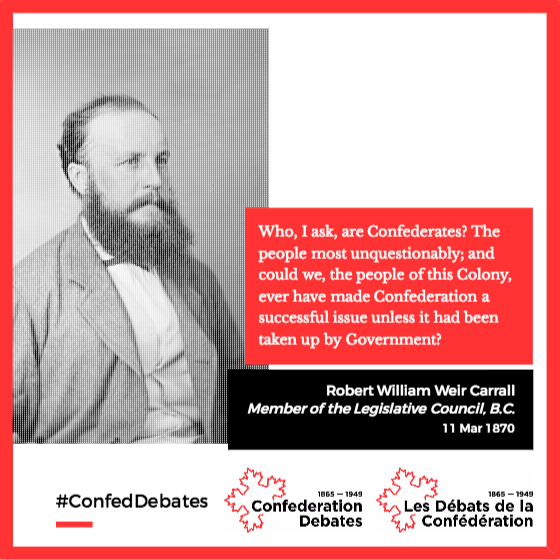 Who, I ask, are Confederates? The
people most unquestionably; and
could we, the people of this Colony,
ever have made Confederation a
successful issue unless it had been
taken up by Government?
Robert William Weir Carrall
Member of the Legislative Council, B.C.
11 Mar 1870
#ConfedDebates
1865 — 1949
Confederation
Debates
1865 — 1949
Les Débats de la
Confédération